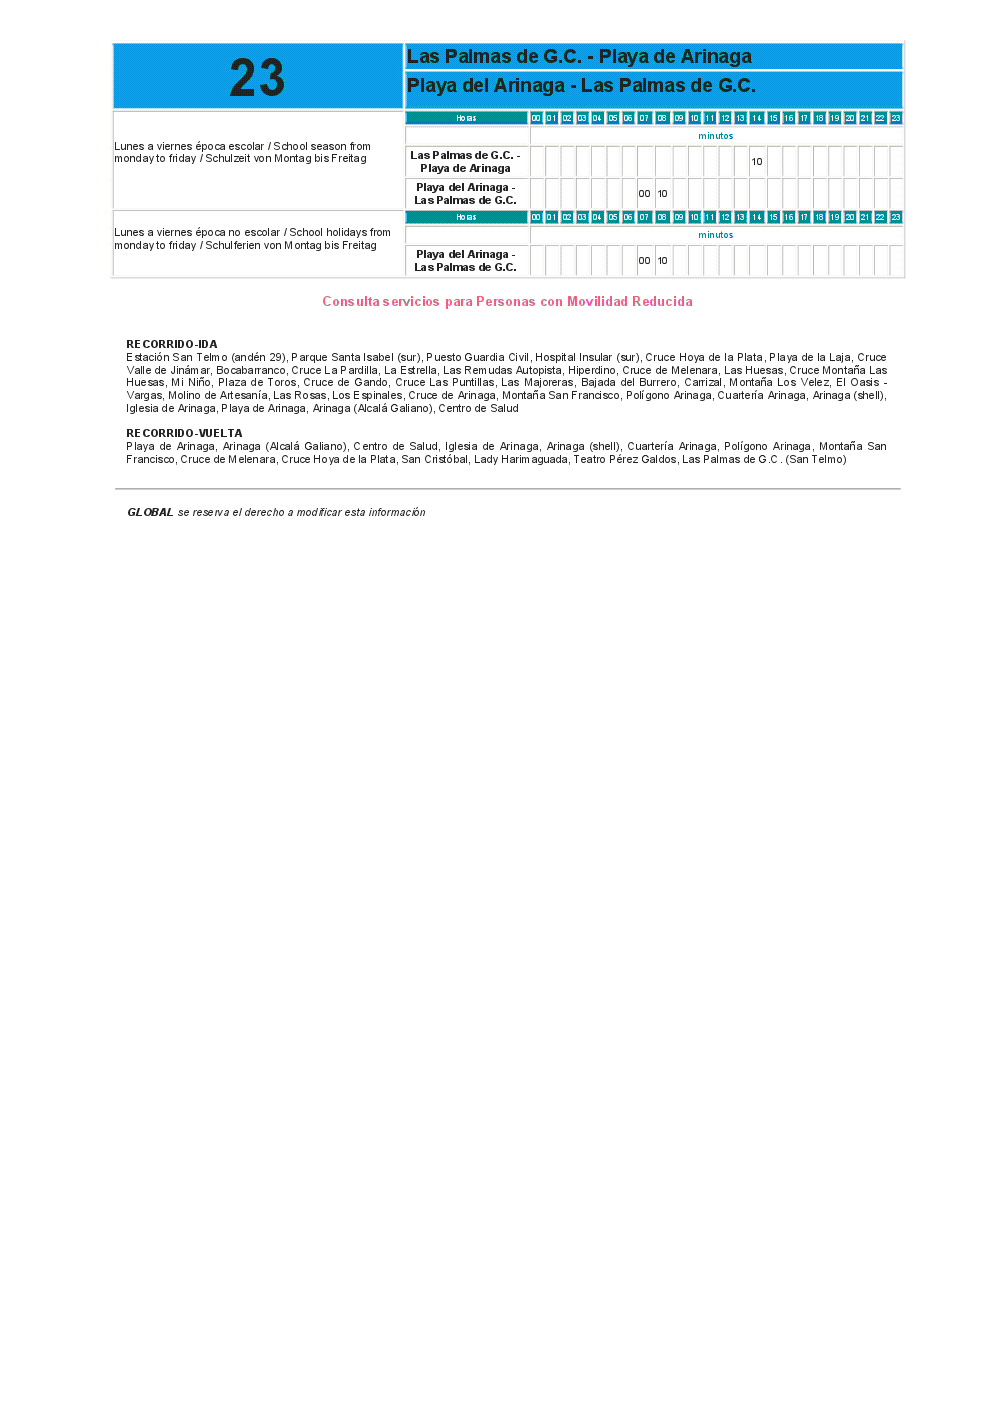 23
Las Palmas de G.C. - Playa de Arinaga
Playa del Arinaga - Las Palmas de G.C.
Lunes a viernes época escolar / School season from
monday to friday / Schulzeit von Montag bis Freitag
Horas 00 01 02 03 04 05 06 07 08 09 10 11 12 13 14 15 16 17 18 19 20 21 22 23
minutos
Las Palmas de G.C. -
Playa de Arinaga
10
Playa del Arinaga -
Las Palmas de G.C.
00 10
Lunes a viernes época no escolar / School holidays from
monday to friday / Schulferien von Montag bis Freitag
Horas 00 01 02 03 04 05 06 07 08 09 10 11 12 13 14 15 16 17 18 19 20 21 22 23
minutos
Playa del Arinaga -
Las Palmas de G.C.
00 10
Consulta servicios para Personas con Movilidad Reducida
RECORRIDO-IDA
Estación San Telmo (andén 29), Parque Santa Isabel (sur), Puesto Guardia Civil, Hospital Insular (sur), Cruce Hoya de la Plata, Playa de la Laja, Cruce
Valle de Jinámar, Bocabarranco, Cruce La Pardilla, La Estrella, Las Remudas Autopista, Hiperdino, Cruce de Melenara, Las Huesas, Cruce Montaña Las
Huesas, Mi Niño, Plaza de Toros, Cruce de Gando, Cruce Las Puntillas, Las Majoreras, Bajada del Burrero, Carrizal, Montaña Los Velez, El Oasis -
Vargas, Molino de Artesanía, Las Rosas, Los Espinales, Cruce de Arinaga, Montaña San Francisco, Polígono Arinaga, Cuartería Arinaga, Arinaga (shell),
Iglesia de Arinaga, Playa de Arinaga, Arinaga (Alcalá Galiano), Centro de Salud
RECORRIDO-VUELTA
Playa de Arinaga, Arinaga (Alcalá Galiano), Centro de Salud, Iglesia de Arinaga, Arinaga (shell), Cuartería Arinaga, Polígono Arinaga, Montaña San
Francisco, Cruce de Melenara, Cruce Hoya de la Plata, San Cristóbal, Lady Harimaguada, Teatro Pérez Galdos, Las Palmas de G.C. (San Telmo)
GLOBAL se reserva el derecho a modificar esta información